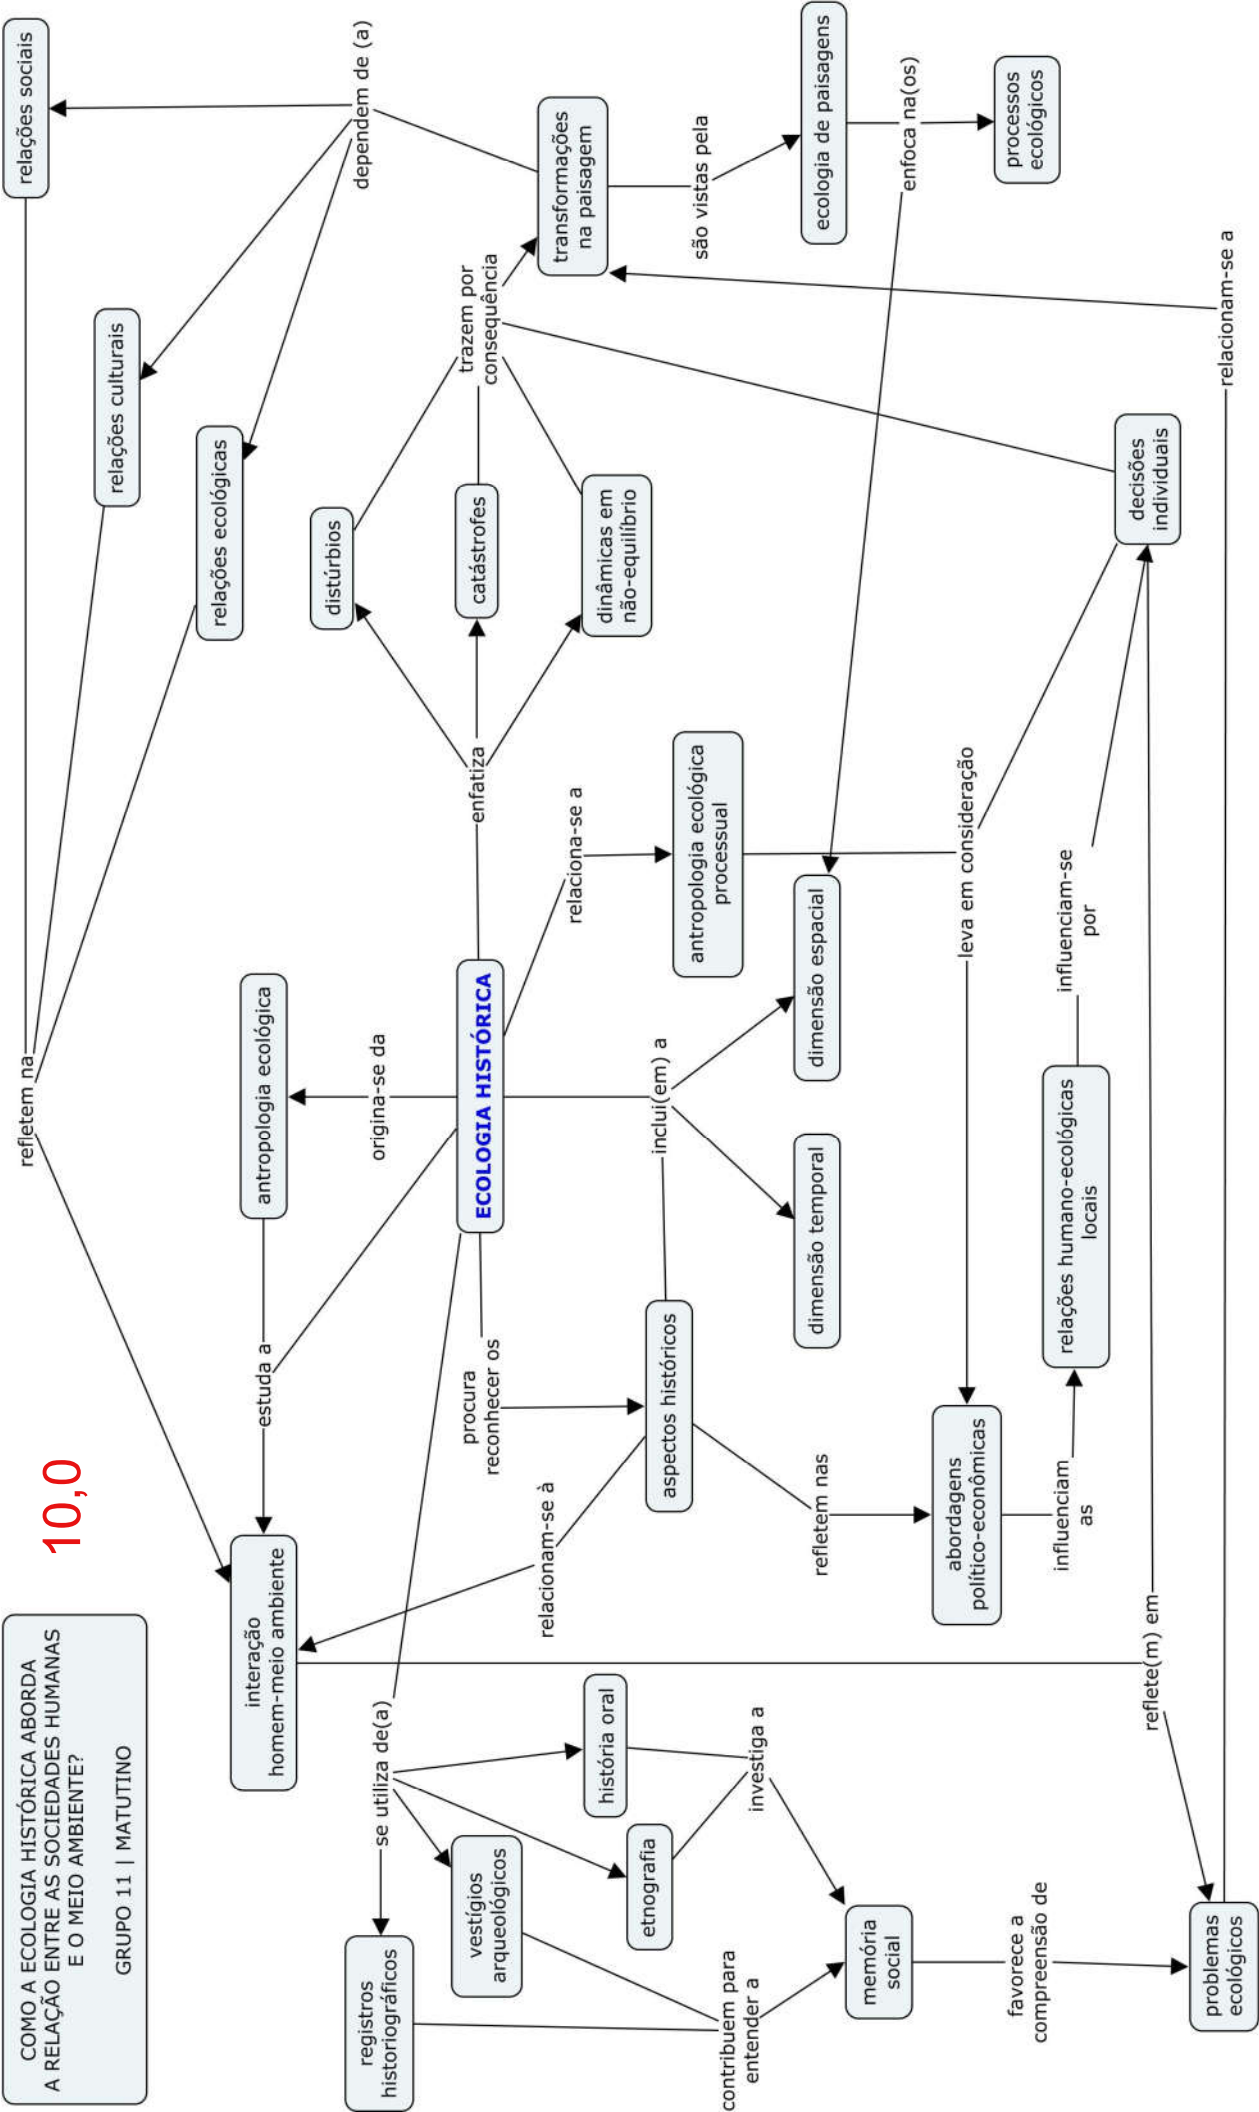 COMO A ECOLOGIA HISTÓRICA ABORDA
A RELAÇÃO ENTRE AS SOCIEDADES HUMANAS
E O MEIO AMBIENTE?
GRUPO 11 | MATUTINO
10,0
refletem na
relações sociais
relações culturais
relações ecológicas
dependem de (a)
interação
homem-meio ambiente
estuda a
antropologia ecológica
origina-se da
distúrbios
catástrofes
dinâmicas em
não-equilíbrio
trazem por
consequência
transformações
na paisagem
são vistas pela
ecologia de paisagens
enfoca na(os)
processos
ecológicos
registros
historiográficos
se utiliza de(a)
vestígios
arqueológicos
história oral
etnografia
investiga a
contribuem para
entender a
memória
social
favorece a
compreensão de
problemas
ecológicos
ECOLOGIA HISTÓRICA
enfatiza
procura
reconhecer os
relaciona-se a
relacionam-se à
aspectos históricos
inclui(em) a
antropologia ecológica
processual
dimensão temporal
dimensão espacial
refletem nas
leva em consideração
abordagens
político-econômicas
influenciam
as
relações humano-ecológicas
locais
influenciam-se
por
decisões
individuais
reflete(m) em
relacionam-se a